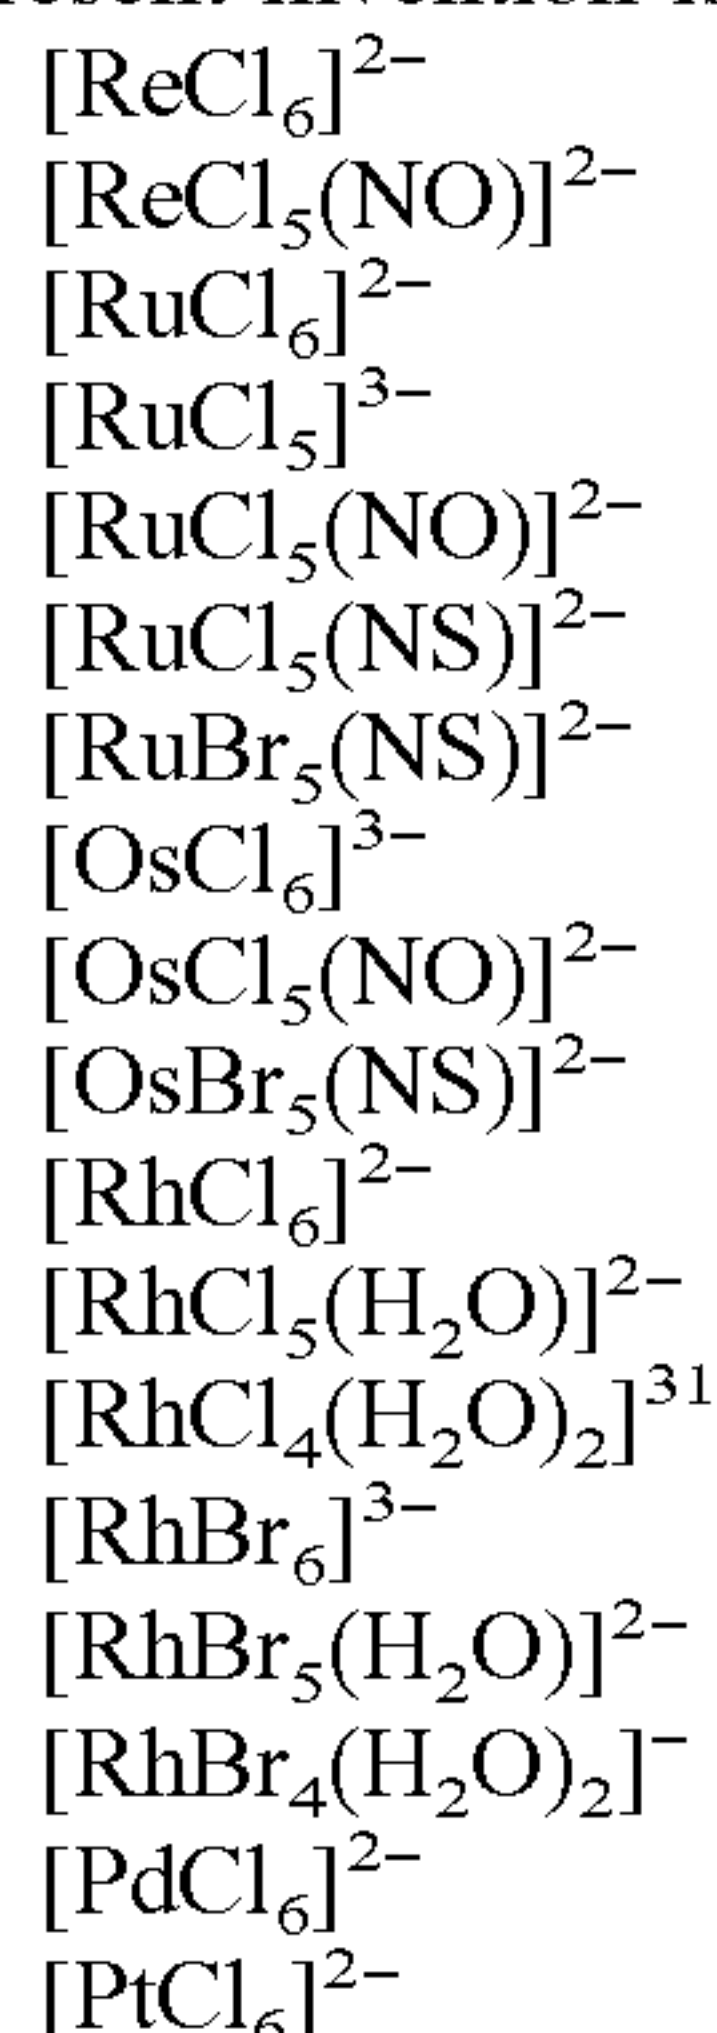 [ReCl₆]²⁻
[ReCl₅(NO)]²⁻
[RuCl₆]²⁻
[RuCl₅]³⁻
[RuCl₅(NO)]²⁻
[RuCl₅(NS)]²⁻
[RuBr₅(NS)]²⁻
[OsCl₆]³⁻
[OsCl₅(NO)]²⁻
[OsBr₅(NS)]²⁻
[RhCl₆]²⁻
[RhCl₅(H₂O)]²⁻
[RhCl₄(H₂O)₂]³¹
[RhBr₆]³⁻
[RhBr₅(H₂O)]²⁻
[RhBr₄(H₂O)₂]⁻
[PdCl₆]²⁻
[PtCl₆]²⁻